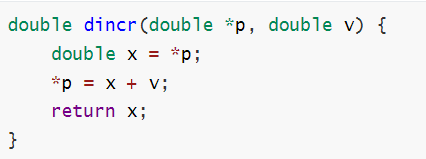 double dincr(double *p, double v) {
    double x = *p;
    *p = x + v;
    return x;
}